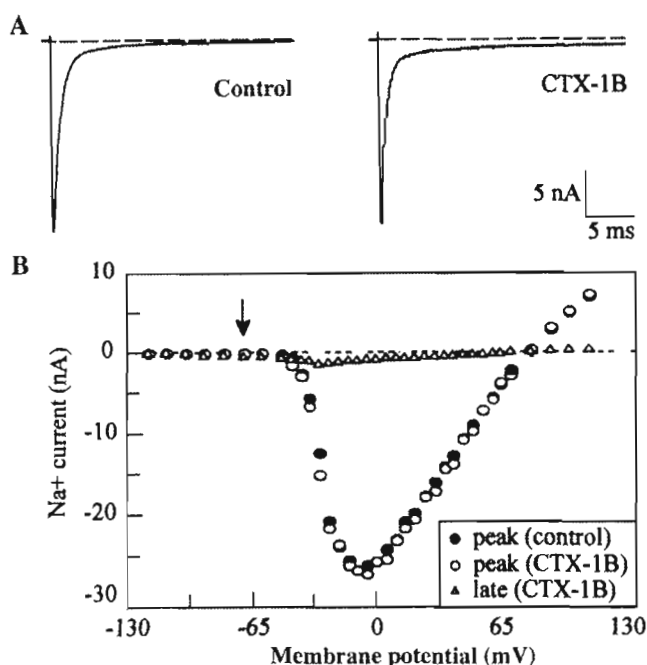 A
Control
CTX-1B
5 nA
5 ms
B
Na+ current (nA)
10
0
-10
-20
-30
peak (control)
peak (CTX-1B)
late (CTX-1B)
-130
-65
0
65
130
Membrane potential (mV)